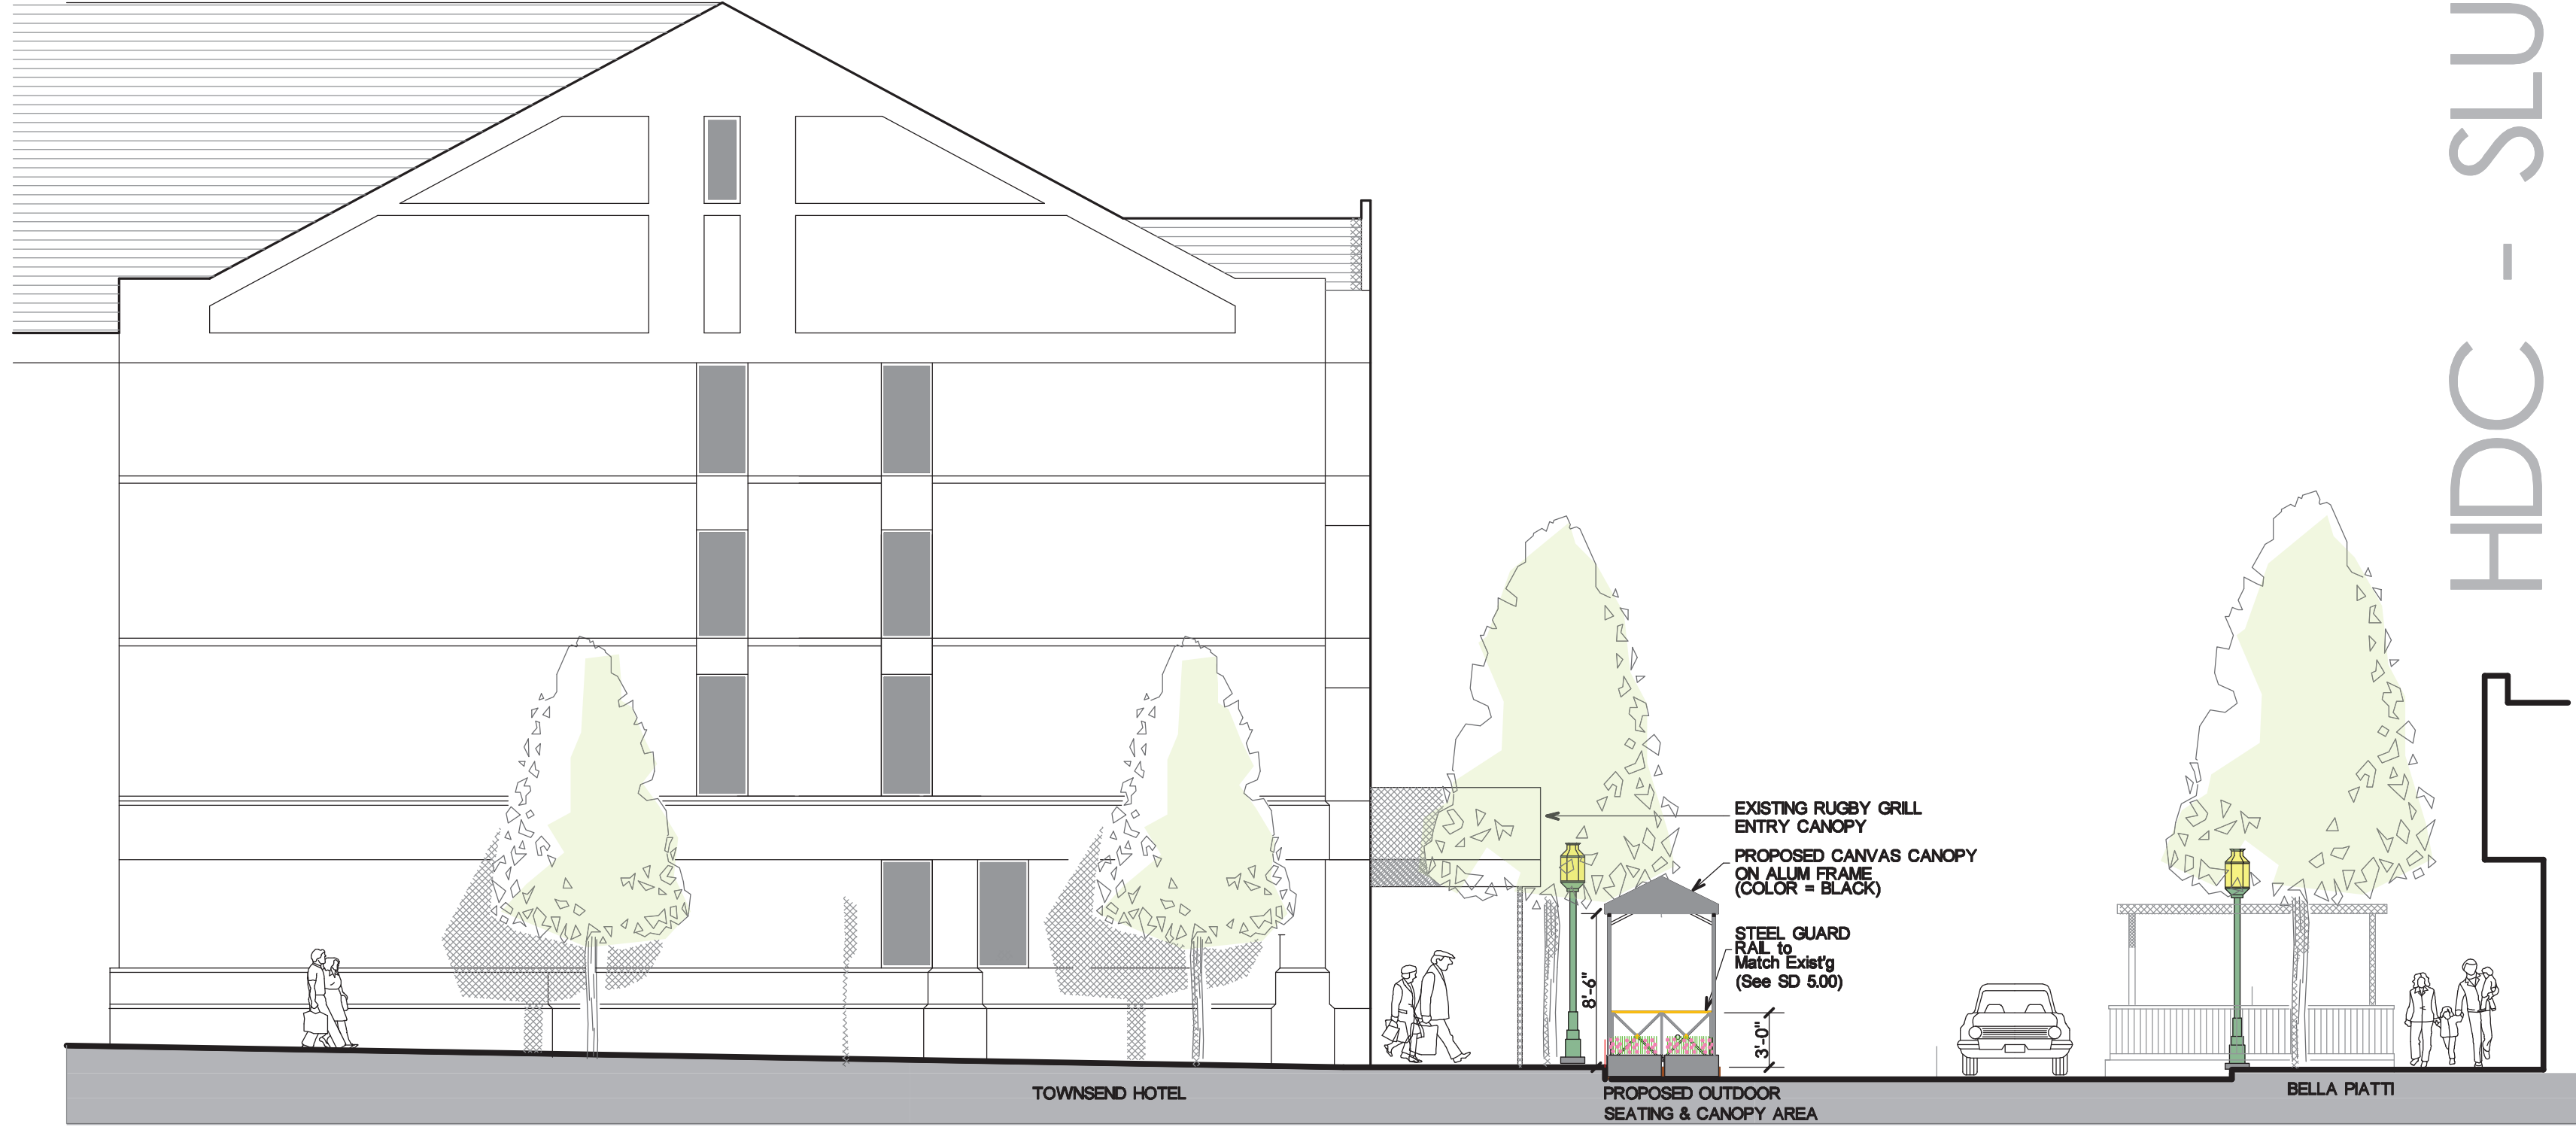 HDC - SLU
EXISTING RUGBY GRILL
ENTRY CANOPY
PROPOSED CANVAS CANOPY
ON ALUM FRAME
(COLOR = BLACK)
STEEL GUARD
RAIL to
Match Exist'g
(See SD 5.00)
8'-6"
3'-0"
TOWNSEND HOTEL
PROPOSED OUTDOOR
SEATING & CANOPY AREA
BELLA PIATTI